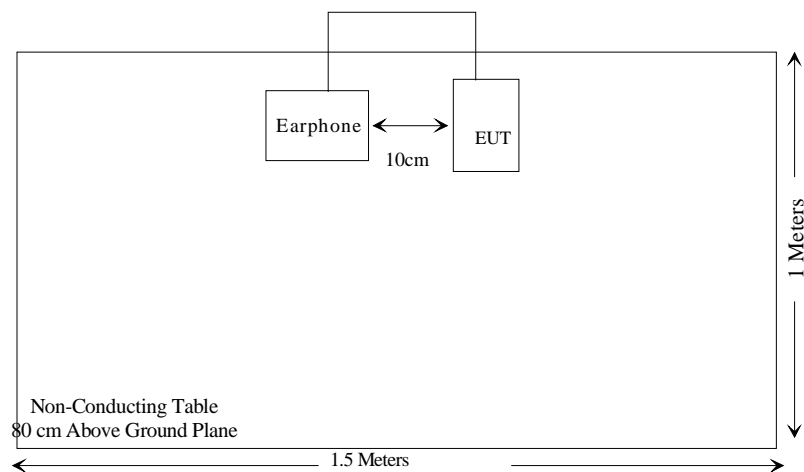 Earphone
EUT
10cm
1 Meters
Non-Conducting Table
80 cm Above Ground Plane
1.5 Meters